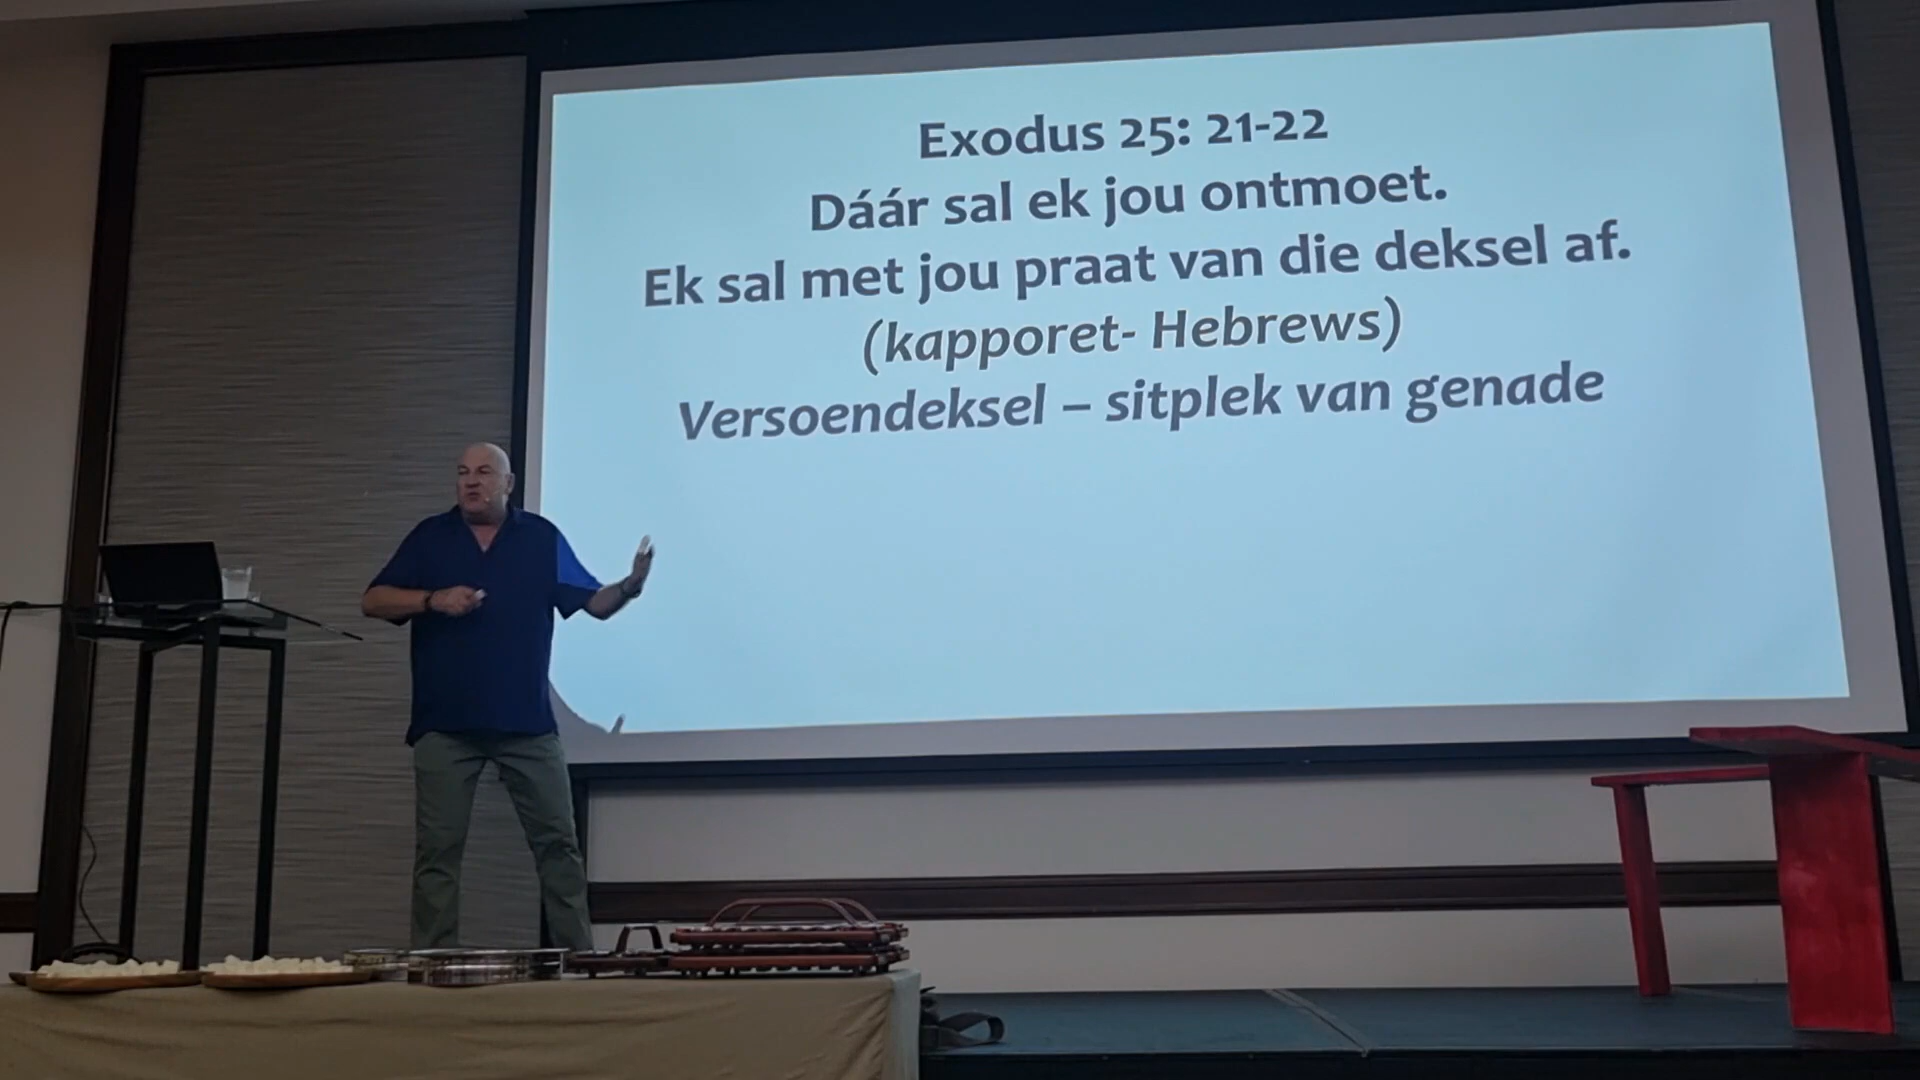 Exodus 25: 21-22
Dáár sal ek jou ontmoet.
Ek sal met jou praat van die deksel af.
(kapporet- Hebrews)
Versoendeksel – sitplek van genade